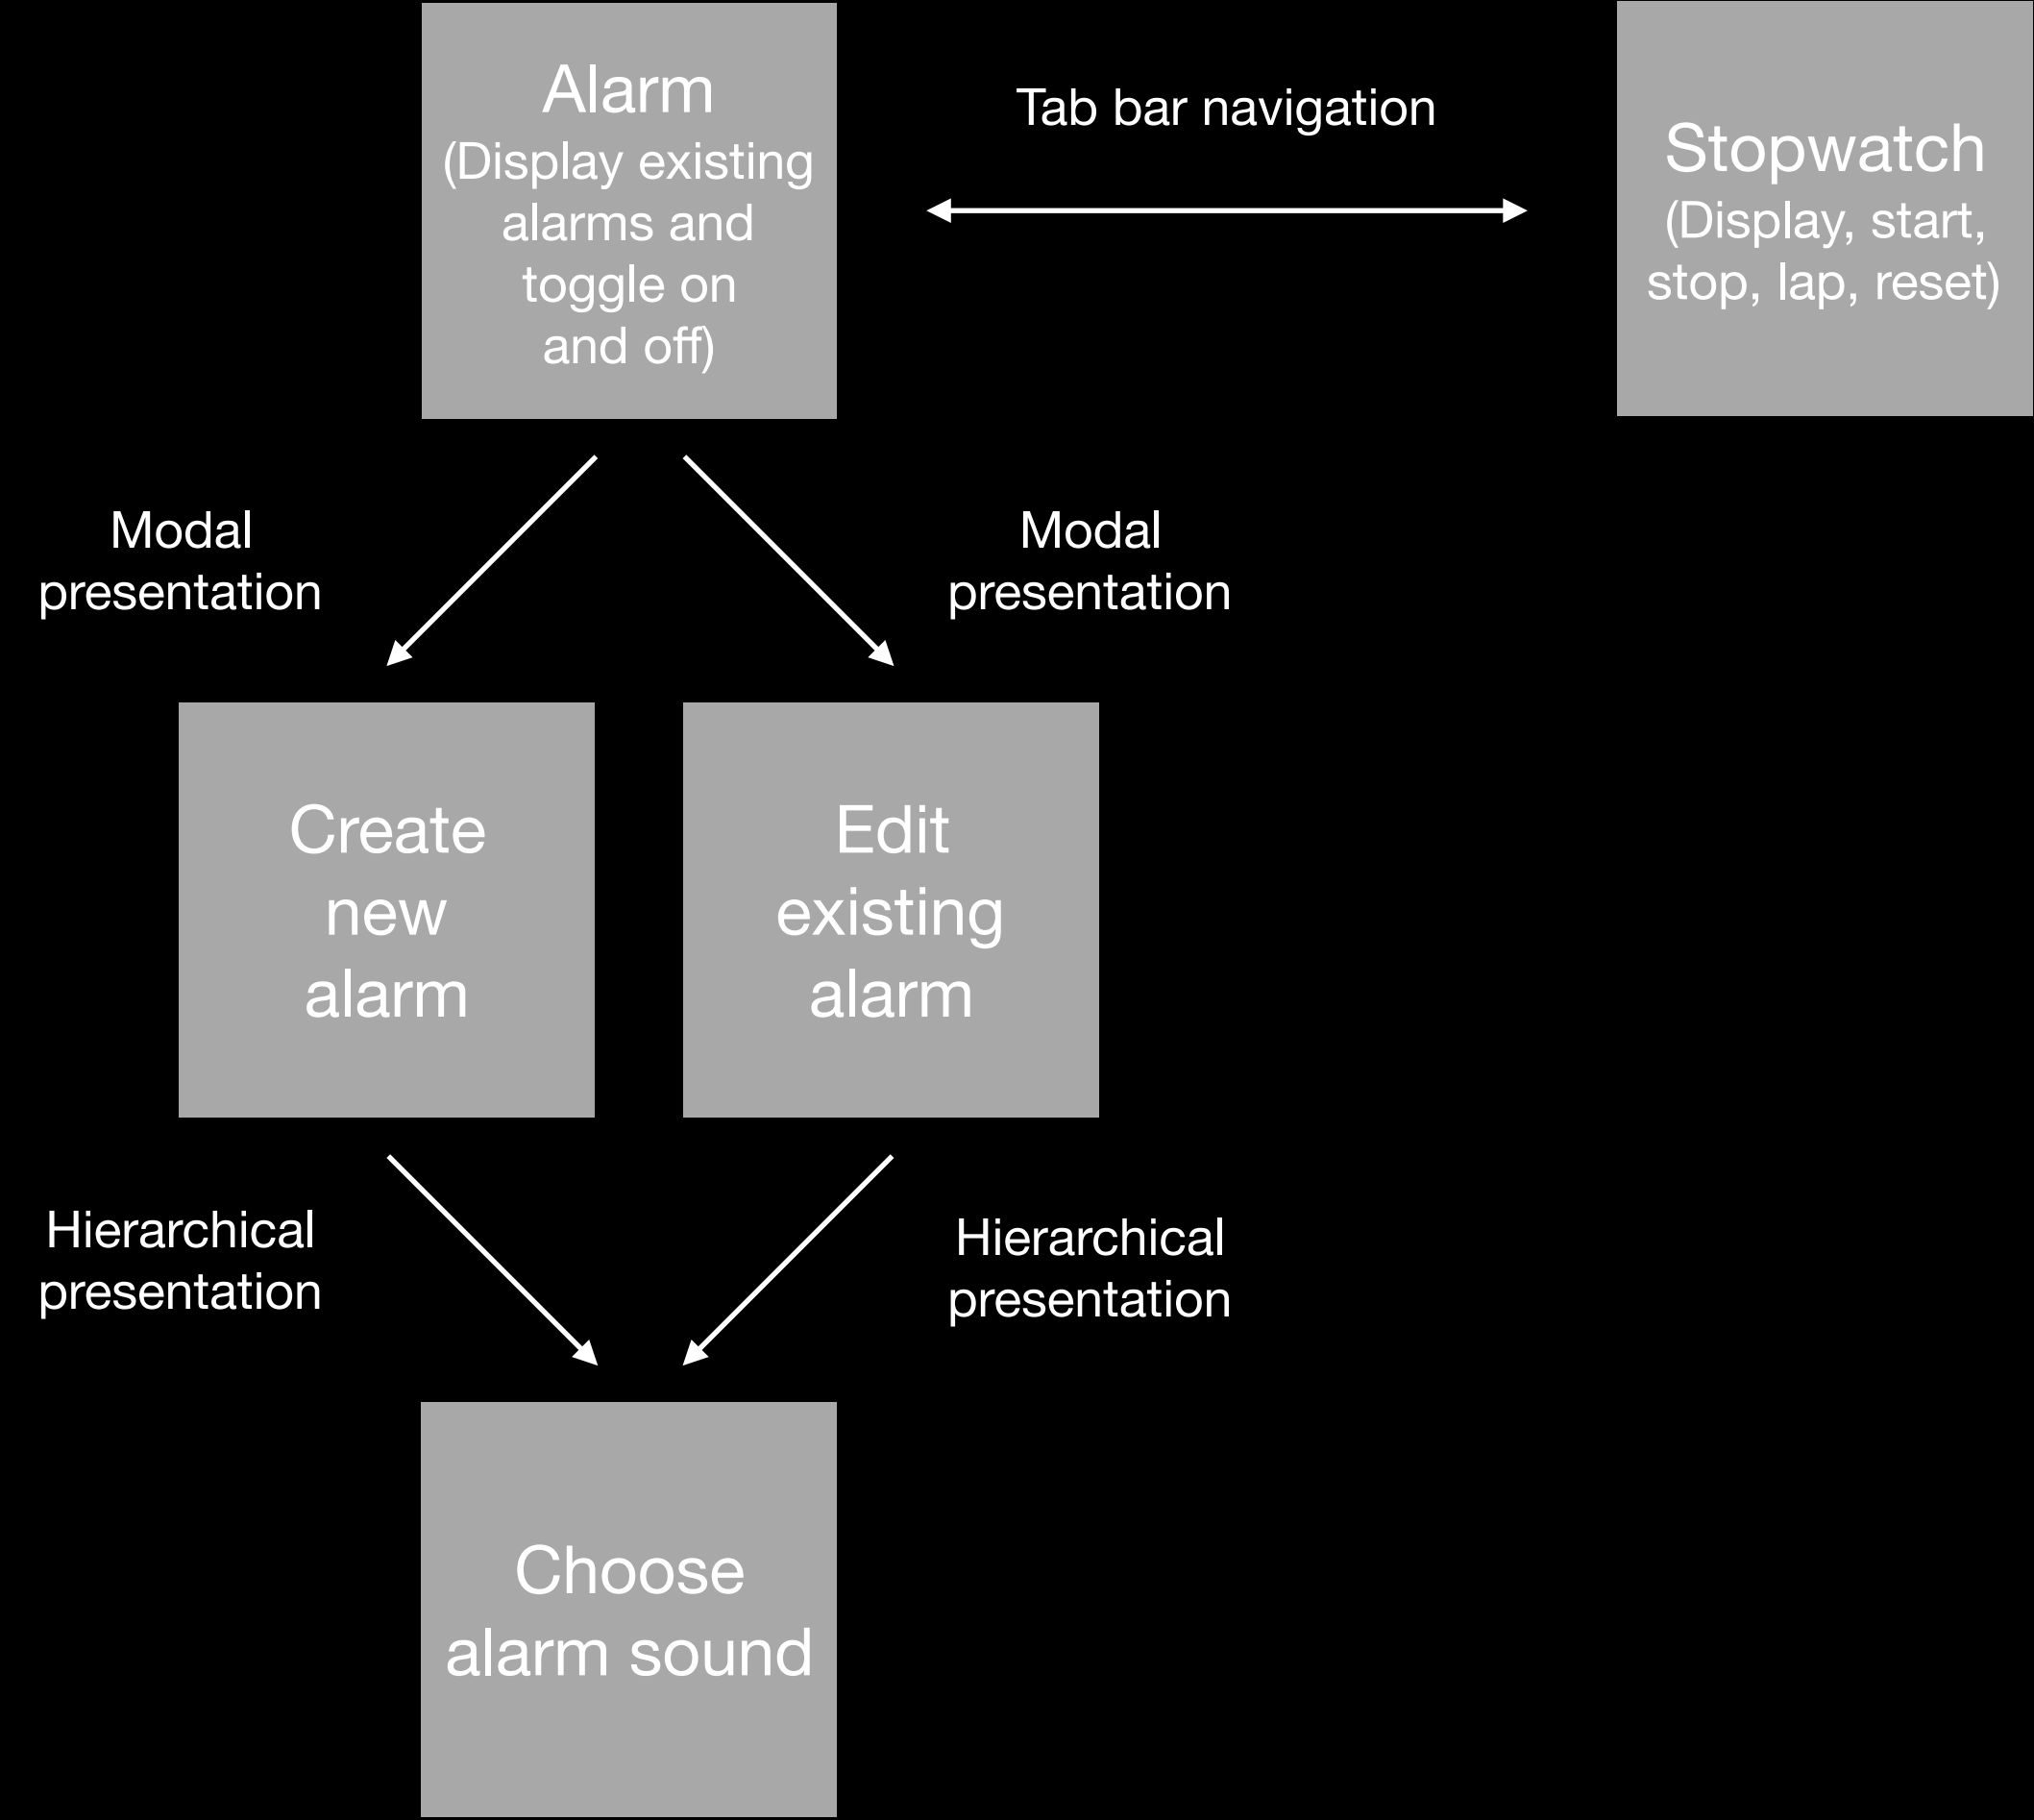 Alarm
(Display existing
alarms and
toggle on
and off)
Tab bar navigation
Stopwatch
(Display, start,
stop, lap, reset)
Modal
presentation
Modal
presentation
Create
new
alarm
Edit
existing
alarm
Hierarchical
presentation
Hierarchical
presentation
Choose
alarm sound